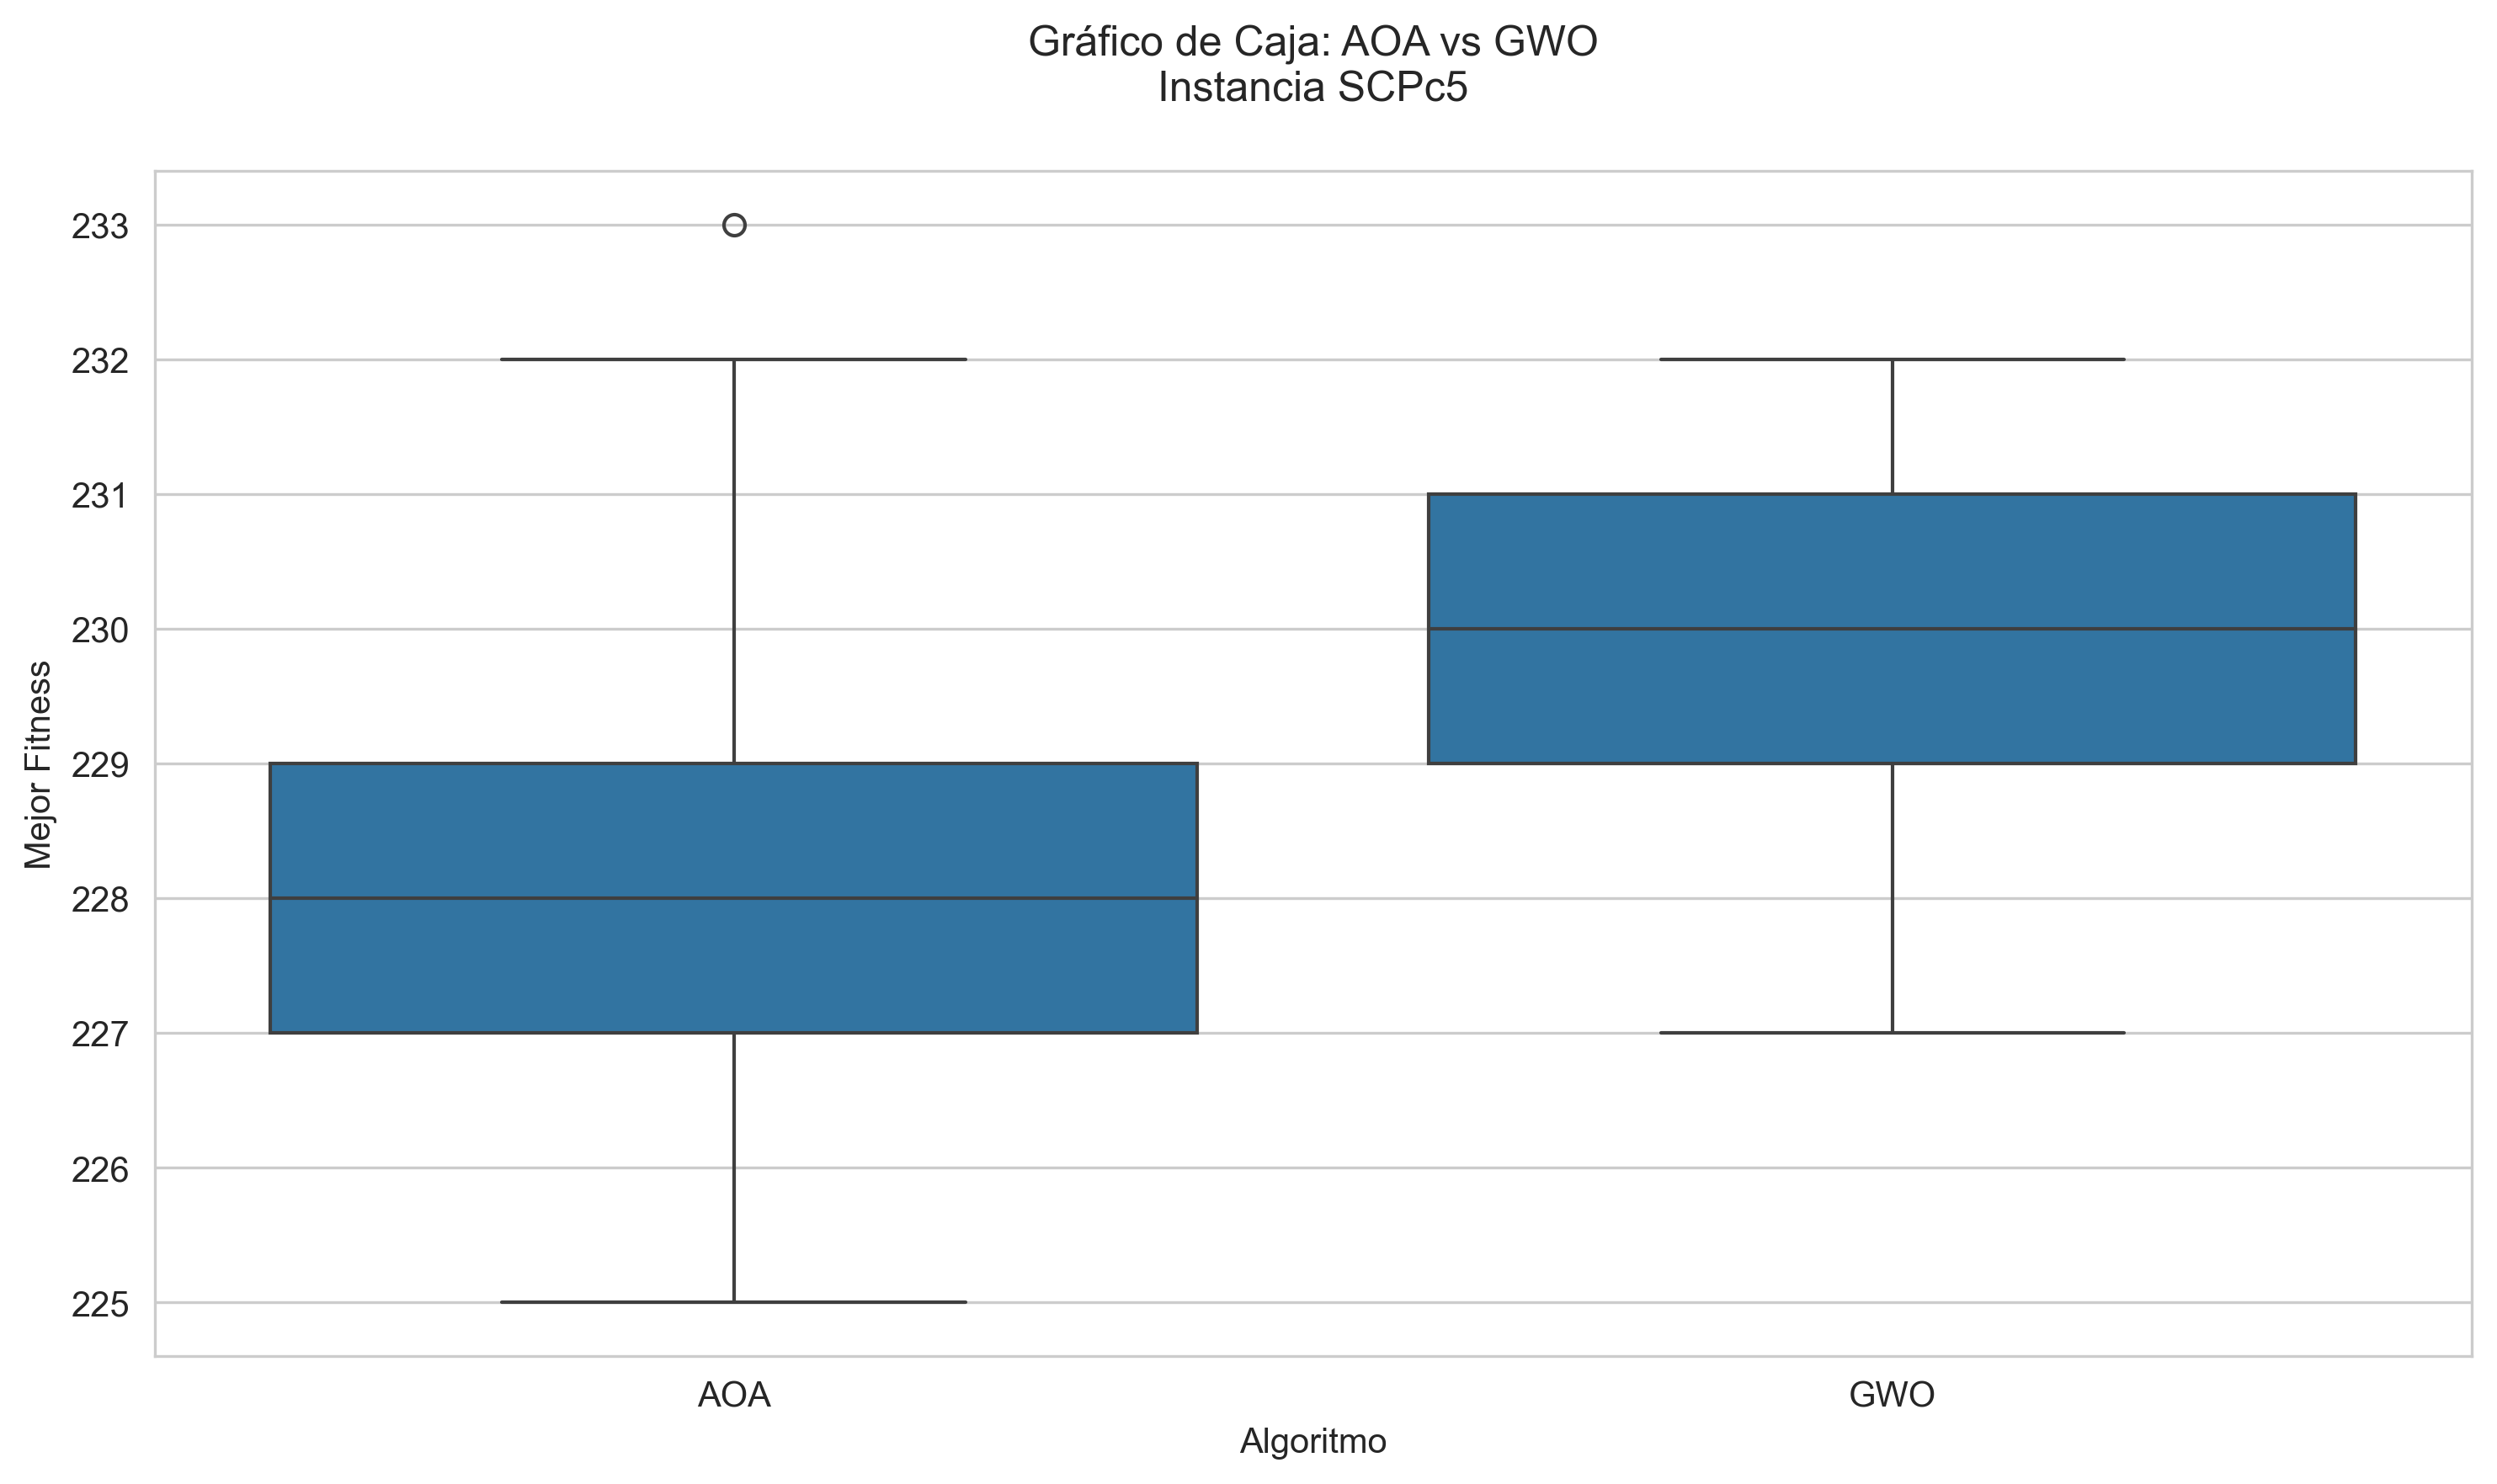 Gráfico de Caja: AOA vs GWO
Instancia SCPc5
Mejor Fitness
233
232
231
230
229
228
227
226
225
AOA
GWO
Algoritmo